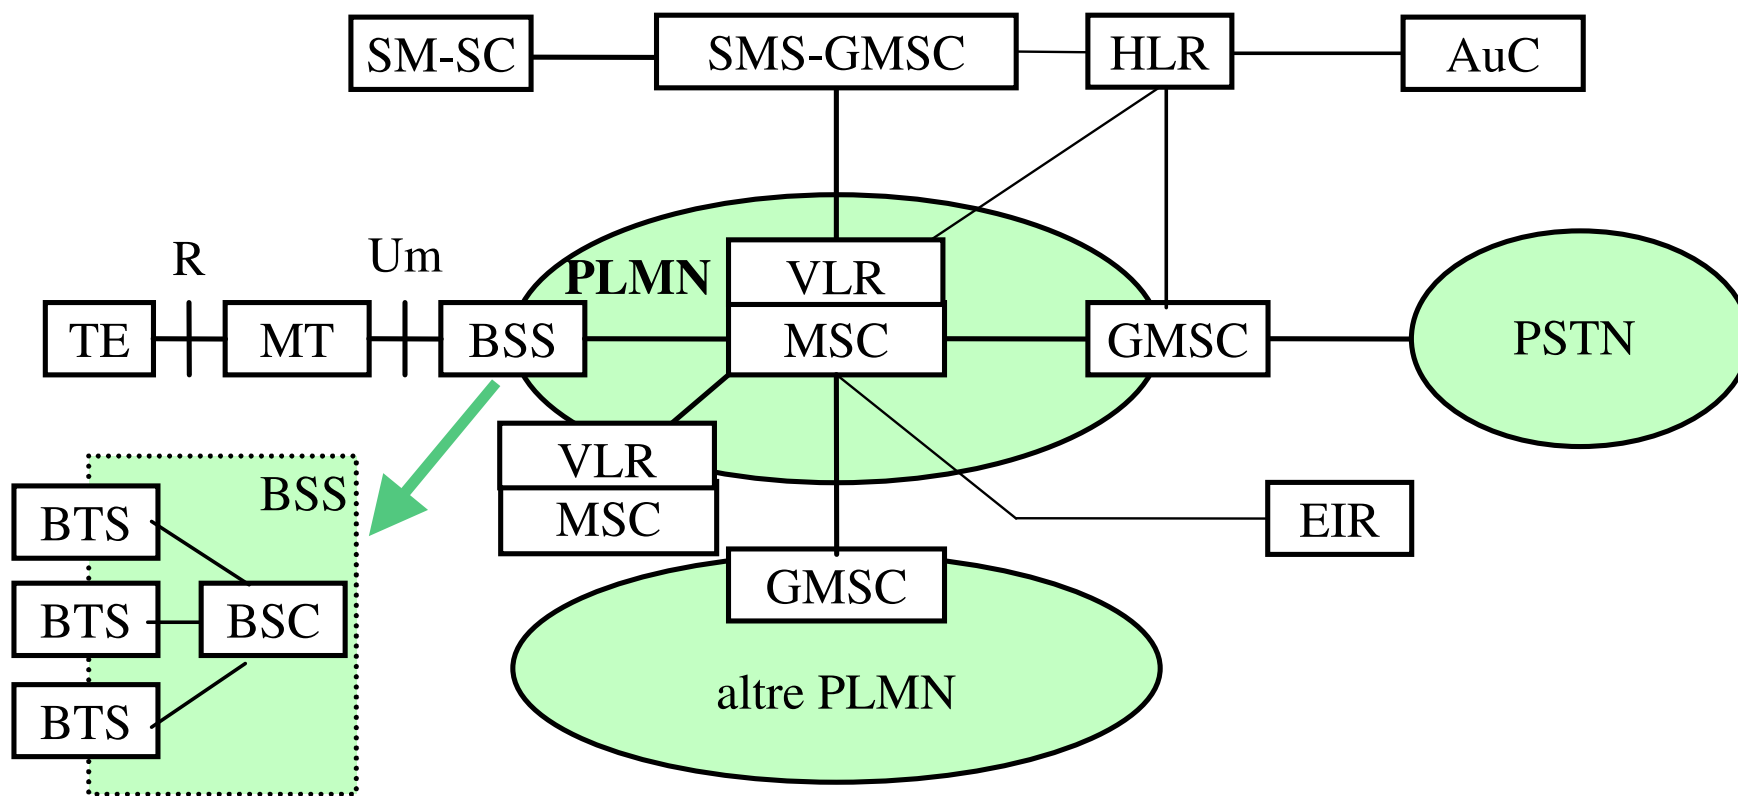 SM-SC
SMS-GMSC
HLR
AuC
R
Um
PLMN
VLR
TE
MT
BSS
MSC
GMSC
PSTN
VLR
MSC
EIR
BSS
BTS
BTS
BSC
BTS
GMSC
altre PLMN